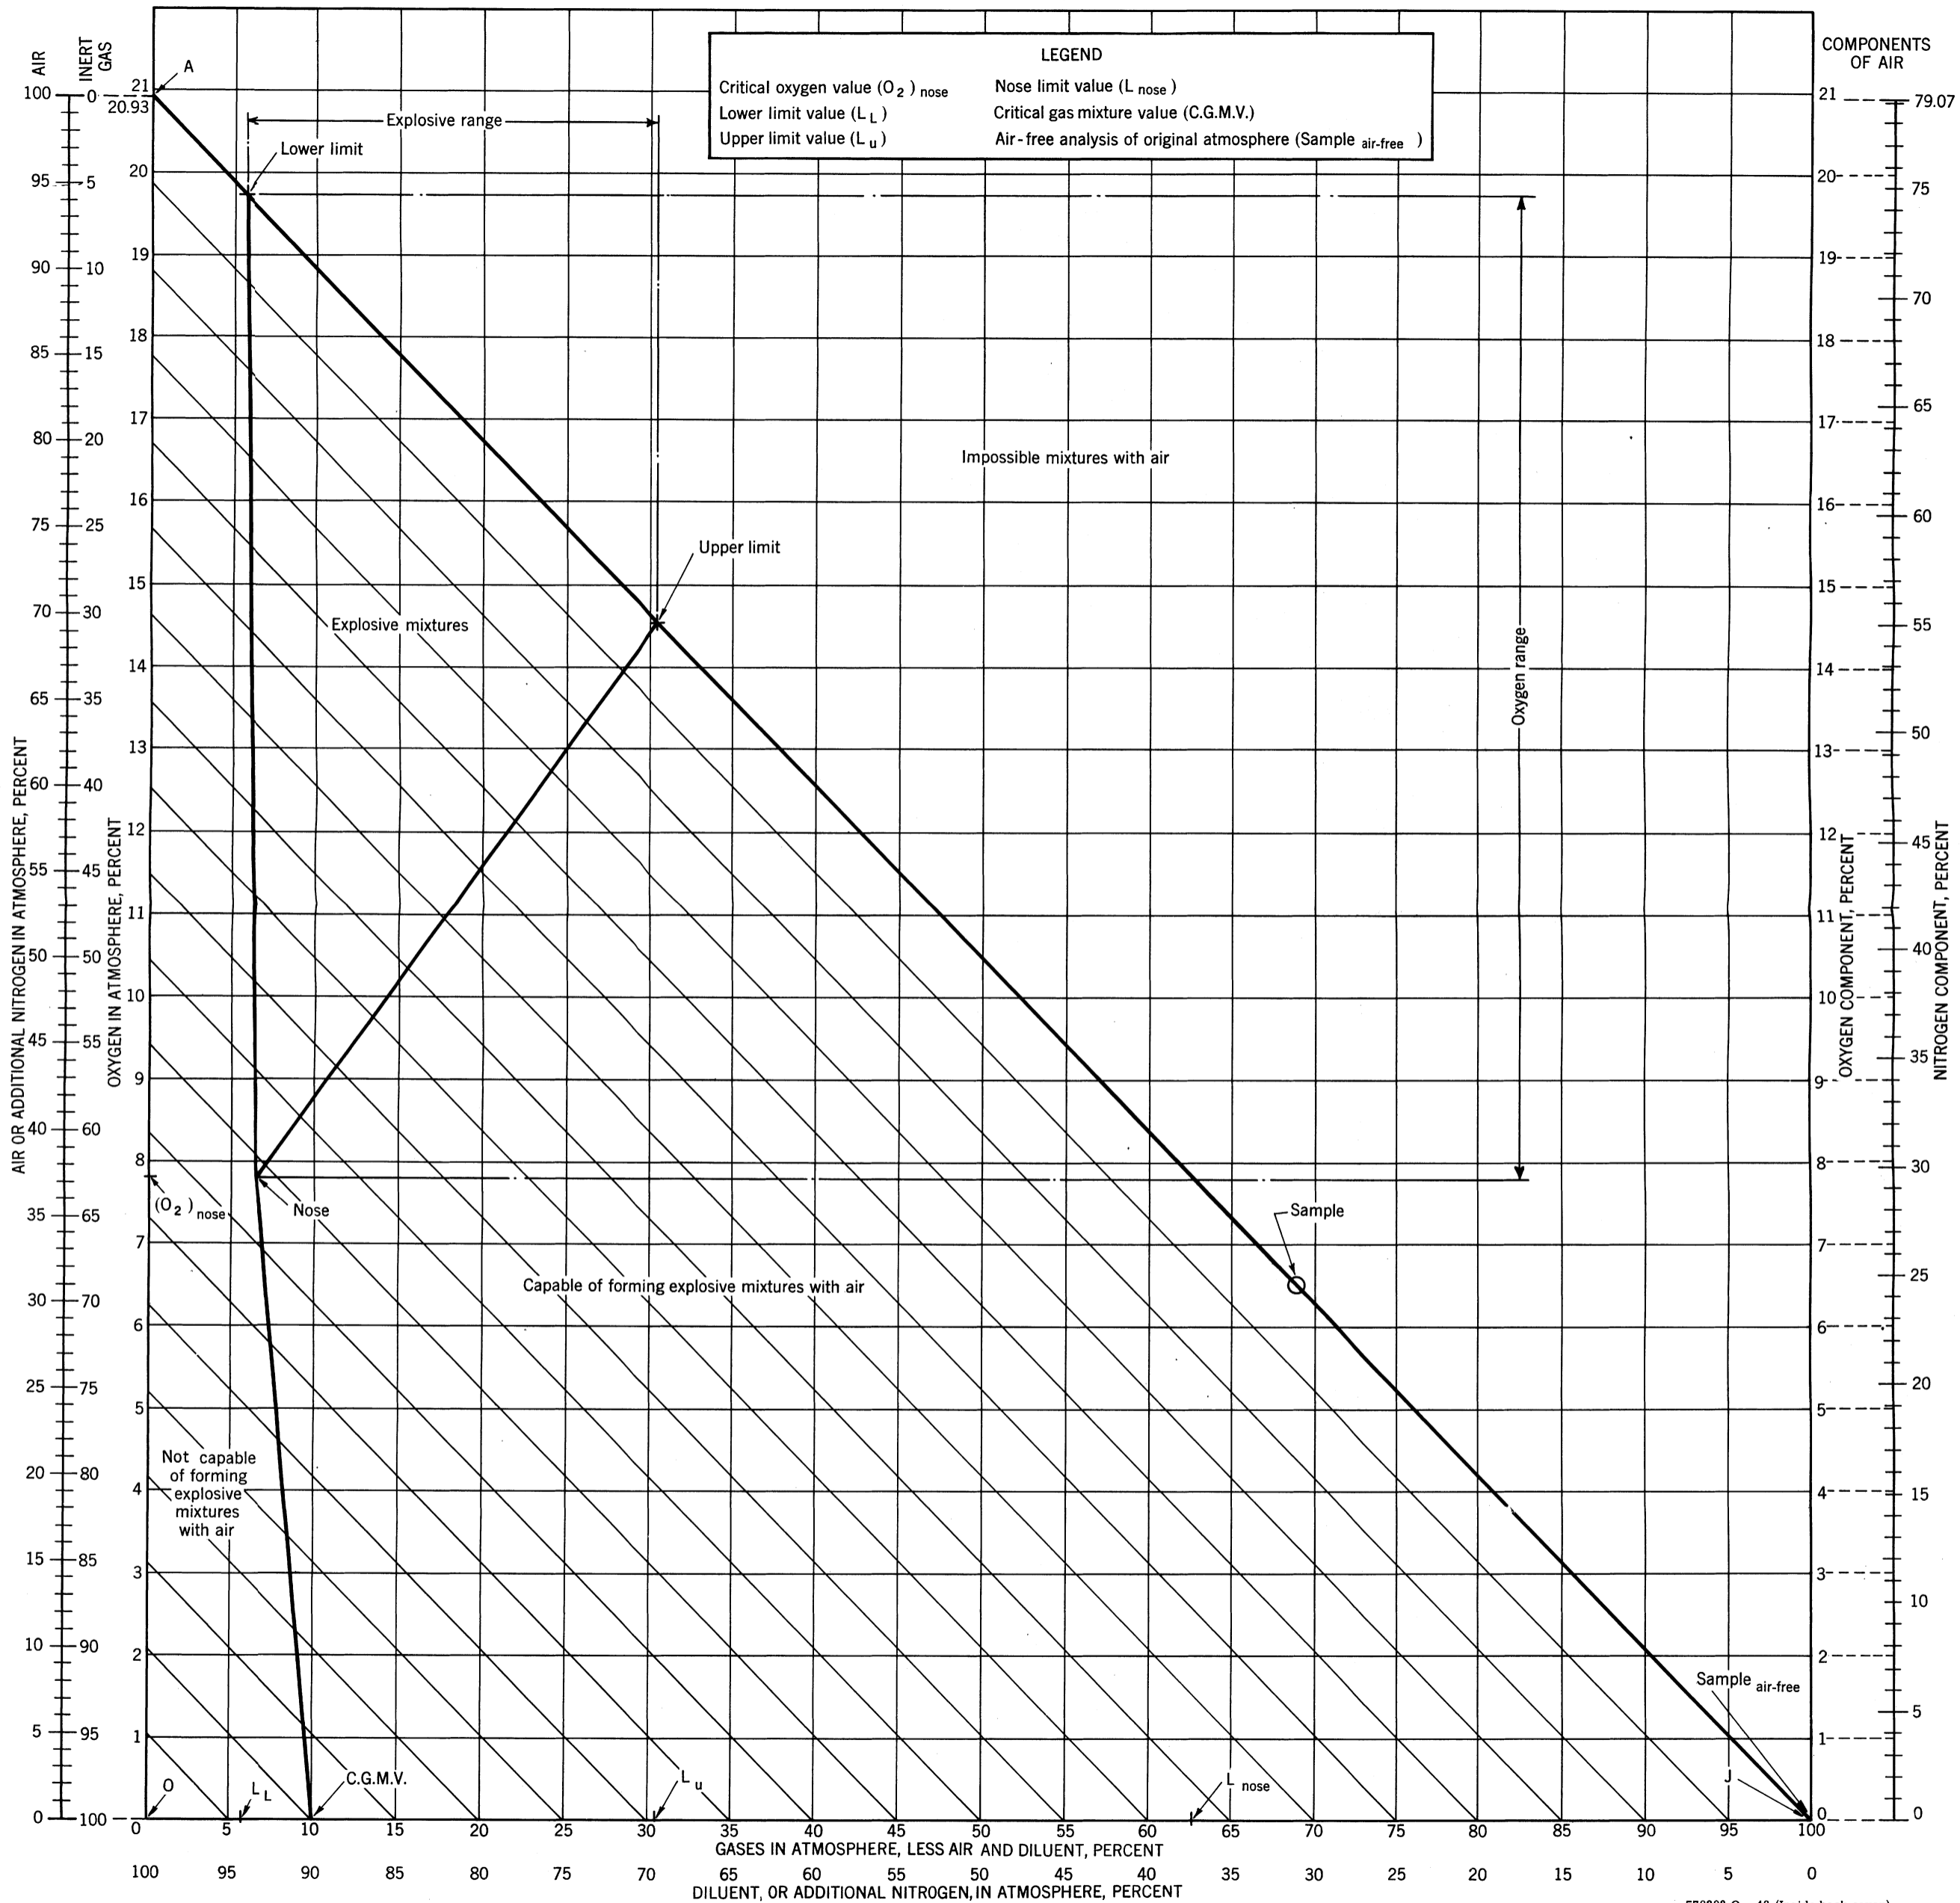 LEGEND
Critical oxygen value (O2) nose
Nose limit value (L nose)
Lower limit value (L L)
Critical gas mixture value (C.G.M.V.)
Upper limit value (L u)
Air-free analysis of original atmosphere (Sample air-free )
AIR
INERT GAS
COMPONENTS
OF AIR
A
100
0
21
20.93
21
79.07
Explosive range
Lower limit
95
5
20
20
75
19
19
90
10
70
18
18
85
15
17
17
65
80
20
Impossible mixtures with air
16
16
75
25
60
Upper limit
15
15
70
30
Explosive mixtures
55
14
14
65
35
Oxygen range
13
13
50
60
40
12
12
45
55
45
11
11
50
50
40
10
10
45
55
35
9
9
40
60
8
8
30
(O2) nose
Nose
Sample
35
65
7
7
25
30
70
Capable of forming explosive mixtures with air
6
6
25
75
20
5
5
Not capable
of forming
explosive
mixtures
with air
20
80
4
4
15
15
85
3
3
10
10
90
2
2
Sample air-free
5
95
1
1
5
O
L L
C.G.M.V.
L u
L nose
J
0
100
0
0
AIR OR ADDITIONAL NITROGEN IN ATMOSPHERE, PERCENT
OXYGEN IN ATMOSPHERE, PERCENT
OXYGEN COMPONENT, PERCENT
NITROGEN COMPONENT, PERCENT
0 5 10 15 20 25 30 35 40 45 50 55 60 65 70 75 80 85 90 95 100
GASES IN ATMOSPHERE, LESS AIR AND DILUENT, PERCENT
100 95 90 85 80 75 70 65 60 55 50 45 40 35 30 25 20 15 10 5 0
DILUENT, OR ADDITIONAL NITROGEN, IN ATMOSPHERE, PERCENT